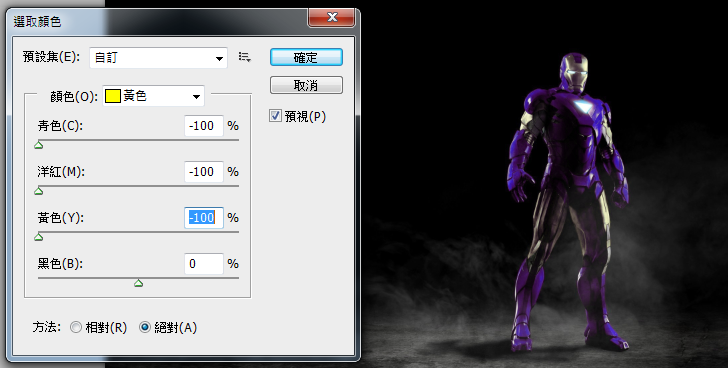 選取顏色
預設集(E): 自訂
確定
取消
預視(P)
顏色(O): 黃色
青色(C): -100 %
洋紅(M): -100 %
黃色(Y): -100 %
黑色(B): 0 %
方法: 相對(R) 絕對(A)